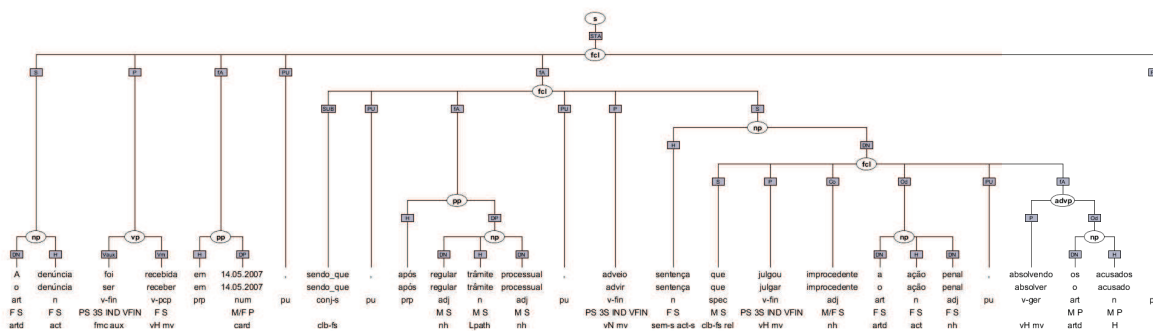 s
STA
fcl
S P fA PU fA
fcl
SUB PU fA PU P S
np
H DN
fcl
S P Co Od PU fA
pp advp
H DP P Od
np vp pp np np np
DN H Vaux Vm H DP DN H DN DN H DN DN H
A denúncia foi recebida em 14.05.2007 , sendo_que , após regular trâmite processual , adveio sentença que julgou improcedente a ação penal , absolvendo os acusados
o denúncia ser receber em 14.05.2007 sendo_que após regular trâmite processual advir sentença que julgar improcedente o ação penal absolver o acusado
art n v-fin v-pcp prp num pu conj-s pu prp adj n adj pu v-fin n spec v-fin adj art n adj pu v-ger art n
F S F S PS 3S IND VFIN F S M/F P M S M S M S PS 3S IND VFIN F S M S PS 3S IND VFIN M/F S F S F S F S M P M P
artd act fmc aux vH mv card clb-fs nh Lpath nh vN mv sem-s act-s clb-fs rel vH mv nh artd act nh vH mv artd H